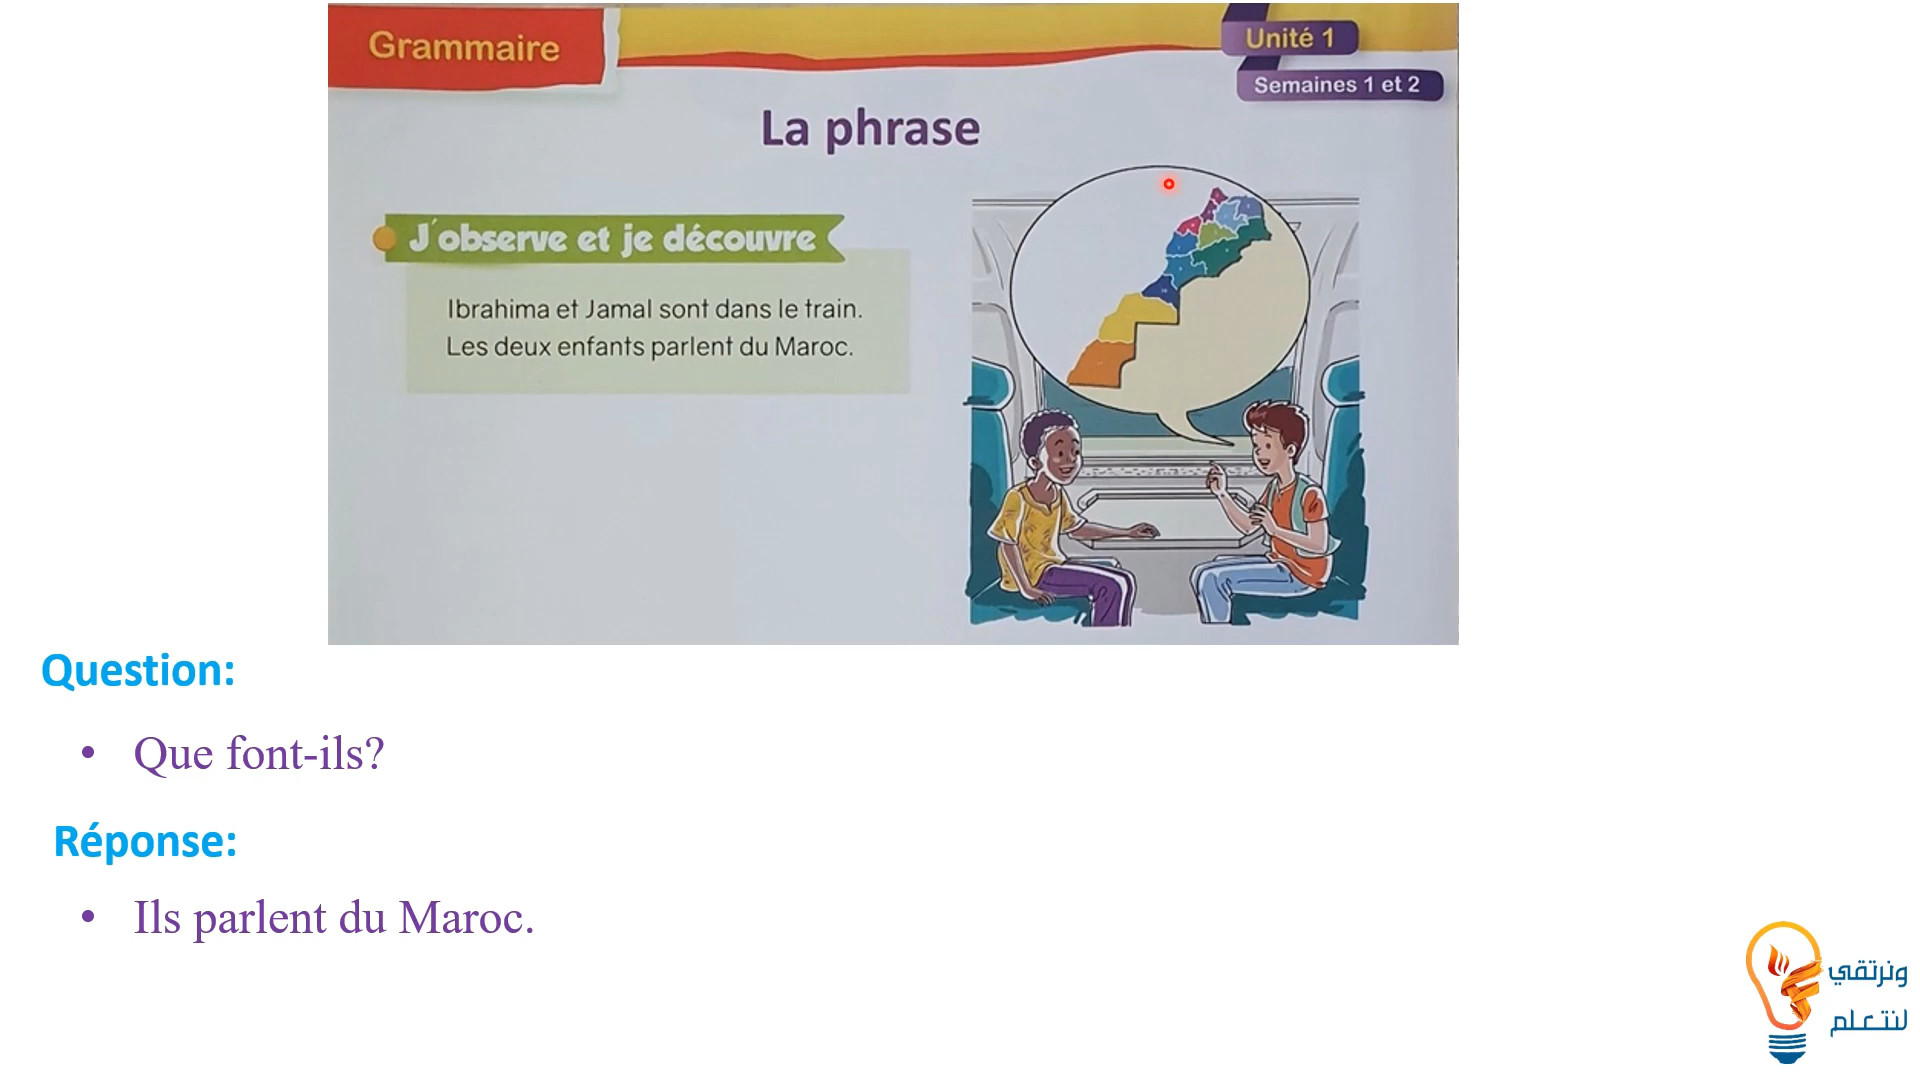 Grammaire
Unité 1
Semaines 1 et 2
La phrase
J'observe et je découvre
Ibrahima et Jamal sont dans le train.
Les deux enfants parlent du Maroc.
Question:
• Que font-ils?
Réponse:
• Ils parlent du Maroc.
ونرتقي
لنتعلم